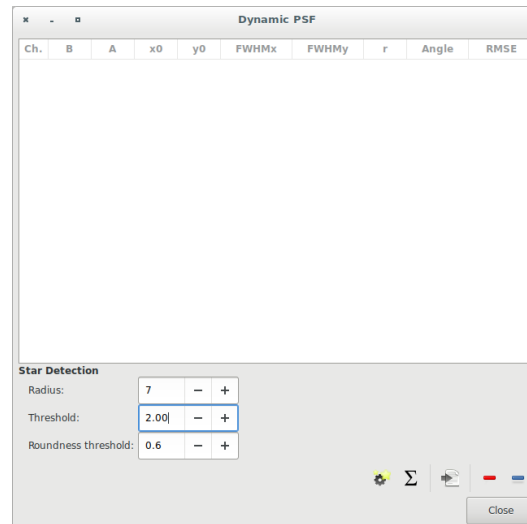 Dynamic PSF
Ch. B A x0 y0 FWHMx FWHMy r Angle RMSE
Star Detection
Radius: 7 − +
Threshold: 2.00 − +
Roundness threshold: 0.6 − +
Σ
Close